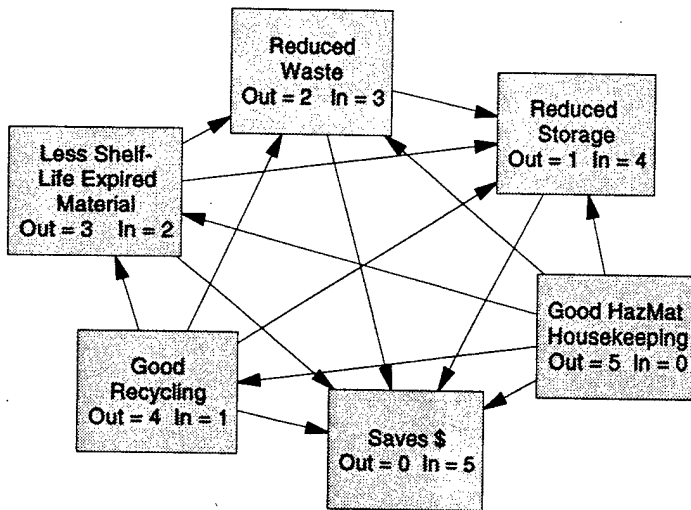 Reduced
Waste
Out = 2 In = 3
Reduced
Storage
Out = 1 In = 4
Less Shelf-
Life Expired
Material
Out = 3 In = 2
Good HazMat
Housekeeping
Out = 5 In = 0
Good
Recycling
Out = 4 In = 1
Saves $
Out = 0 In = 5